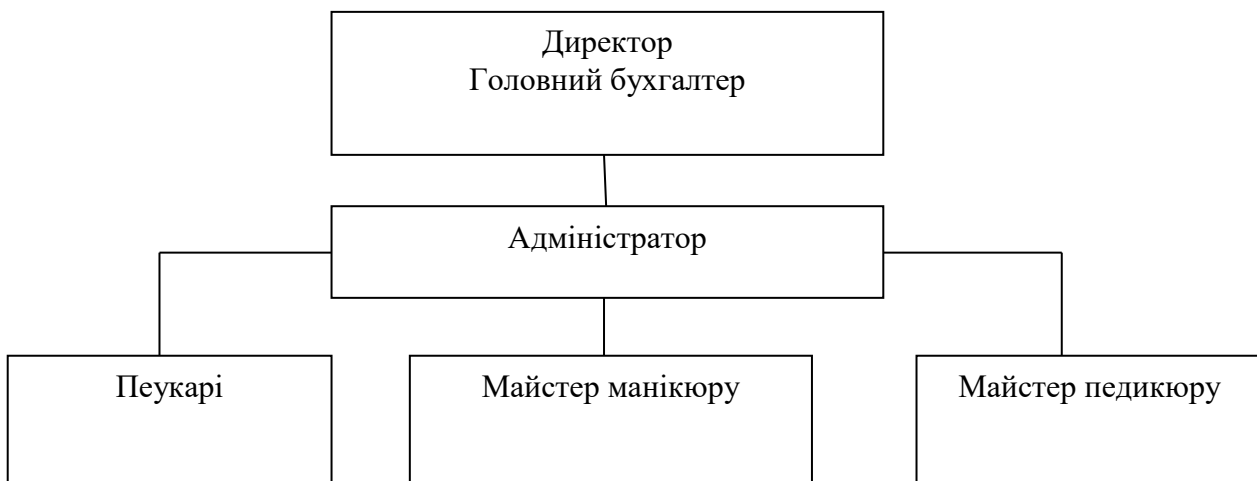 Директор
Головний бухгалтер
Адміністратор
Пеукарі
Майстер манікюру
Майстер педикюру